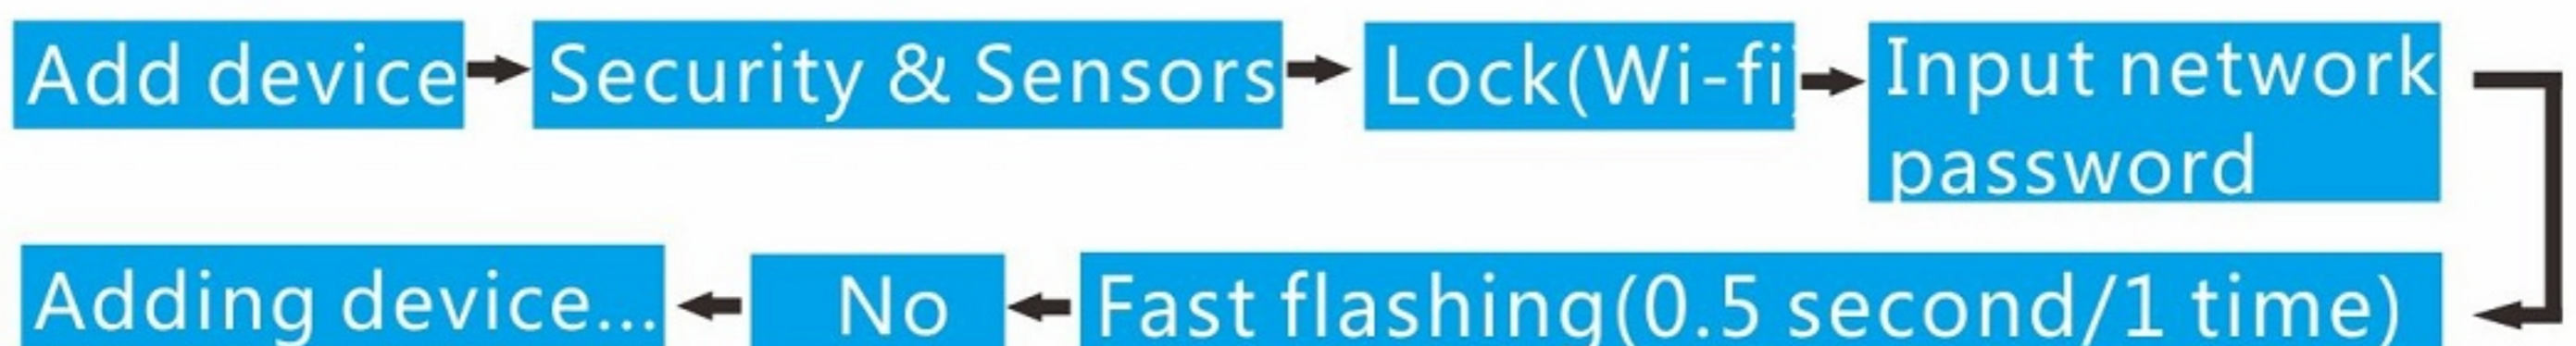 Add device
Security & Sensors
Lock(Wi-fi)
Input network
password
Fast flashing(0.5 second/1 time)
No
Adding device...